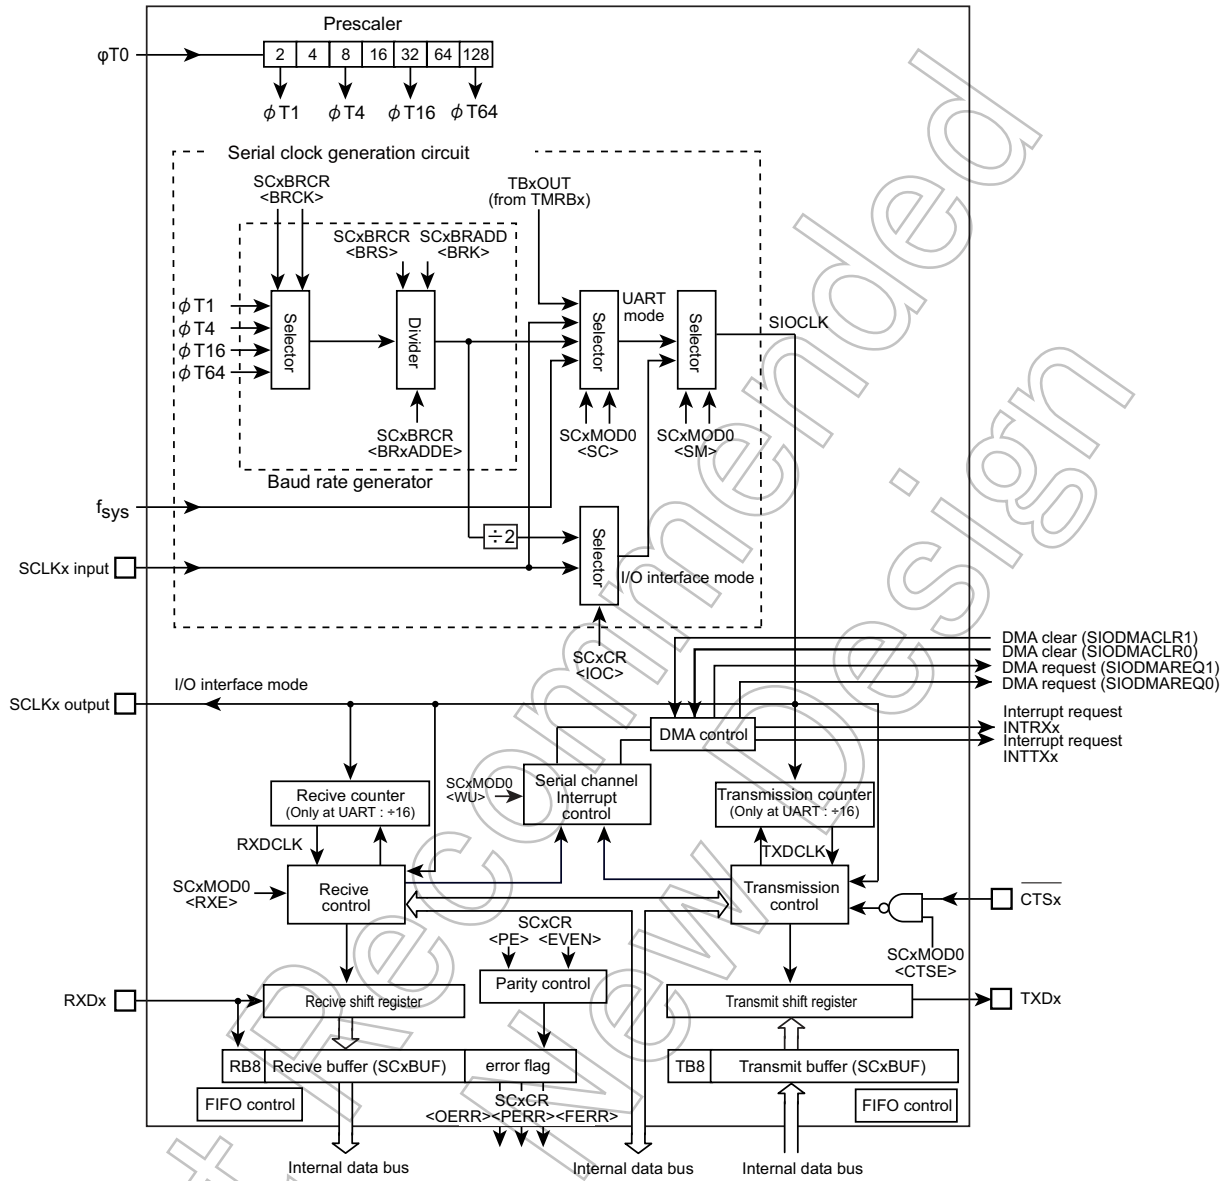 Prescaler
φT0
2 4 8 16 32 64 128
ϕT1 ϕT4 ϕT16 ϕT64
Serial clock generation circuit
SCxBRCR
<BRCK>
TBxOUT
(from TMRBx)
SCxBRCR
<BRS>
SCxBRADD
<BRK>
ϕT1
ϕT4
ϕT16
ϕT64
Selector
Divider
Selector
UART
mode
Selector
SIOCLK
SCxBRCR
<BRxADDE>
SCxMOD0
<SC>
SCxMOD0
<SM>
Baud rate generator
fsys
÷2
Selector
SCLKx input
I/O interface mode
SCxCR
<IOC>
DMA clear (SIODMACLR1)
DMA clear (SIODMACLR0)
DMA request (SIODMAREQ1)
DMA request (SIODMAREQ0)
I/O interface mode
SCLKx output
DMA control
Interrupt request
INTRXx
Interrupt request
INTTXx
Recive counter
(Only at UART : ÷16)
SCxMOD0
<WU>
Serial channel
Interrupt
control
Transmission counter
(Only at UART : ÷16)
RXDCLK
TXDCLK
SCxMOD0
<RXE>
Recive
control
Transmission
control
CTSx
SCxMOD0
<CTSE>
SCxCR
<PE> <EVEN>
Parity control
RXDx
Recive shift register
Transmit shift register
TXDx
RB8 Recive buffer (SCxBUF) error flag
TB8 Transmit buffer (SCxBUF)
FIFO control
SCxCR
<OERR><PERR><FERR>
FIFO control
Internal data bus
Internal data bus
Internal data bus
Not Recommended
New Design